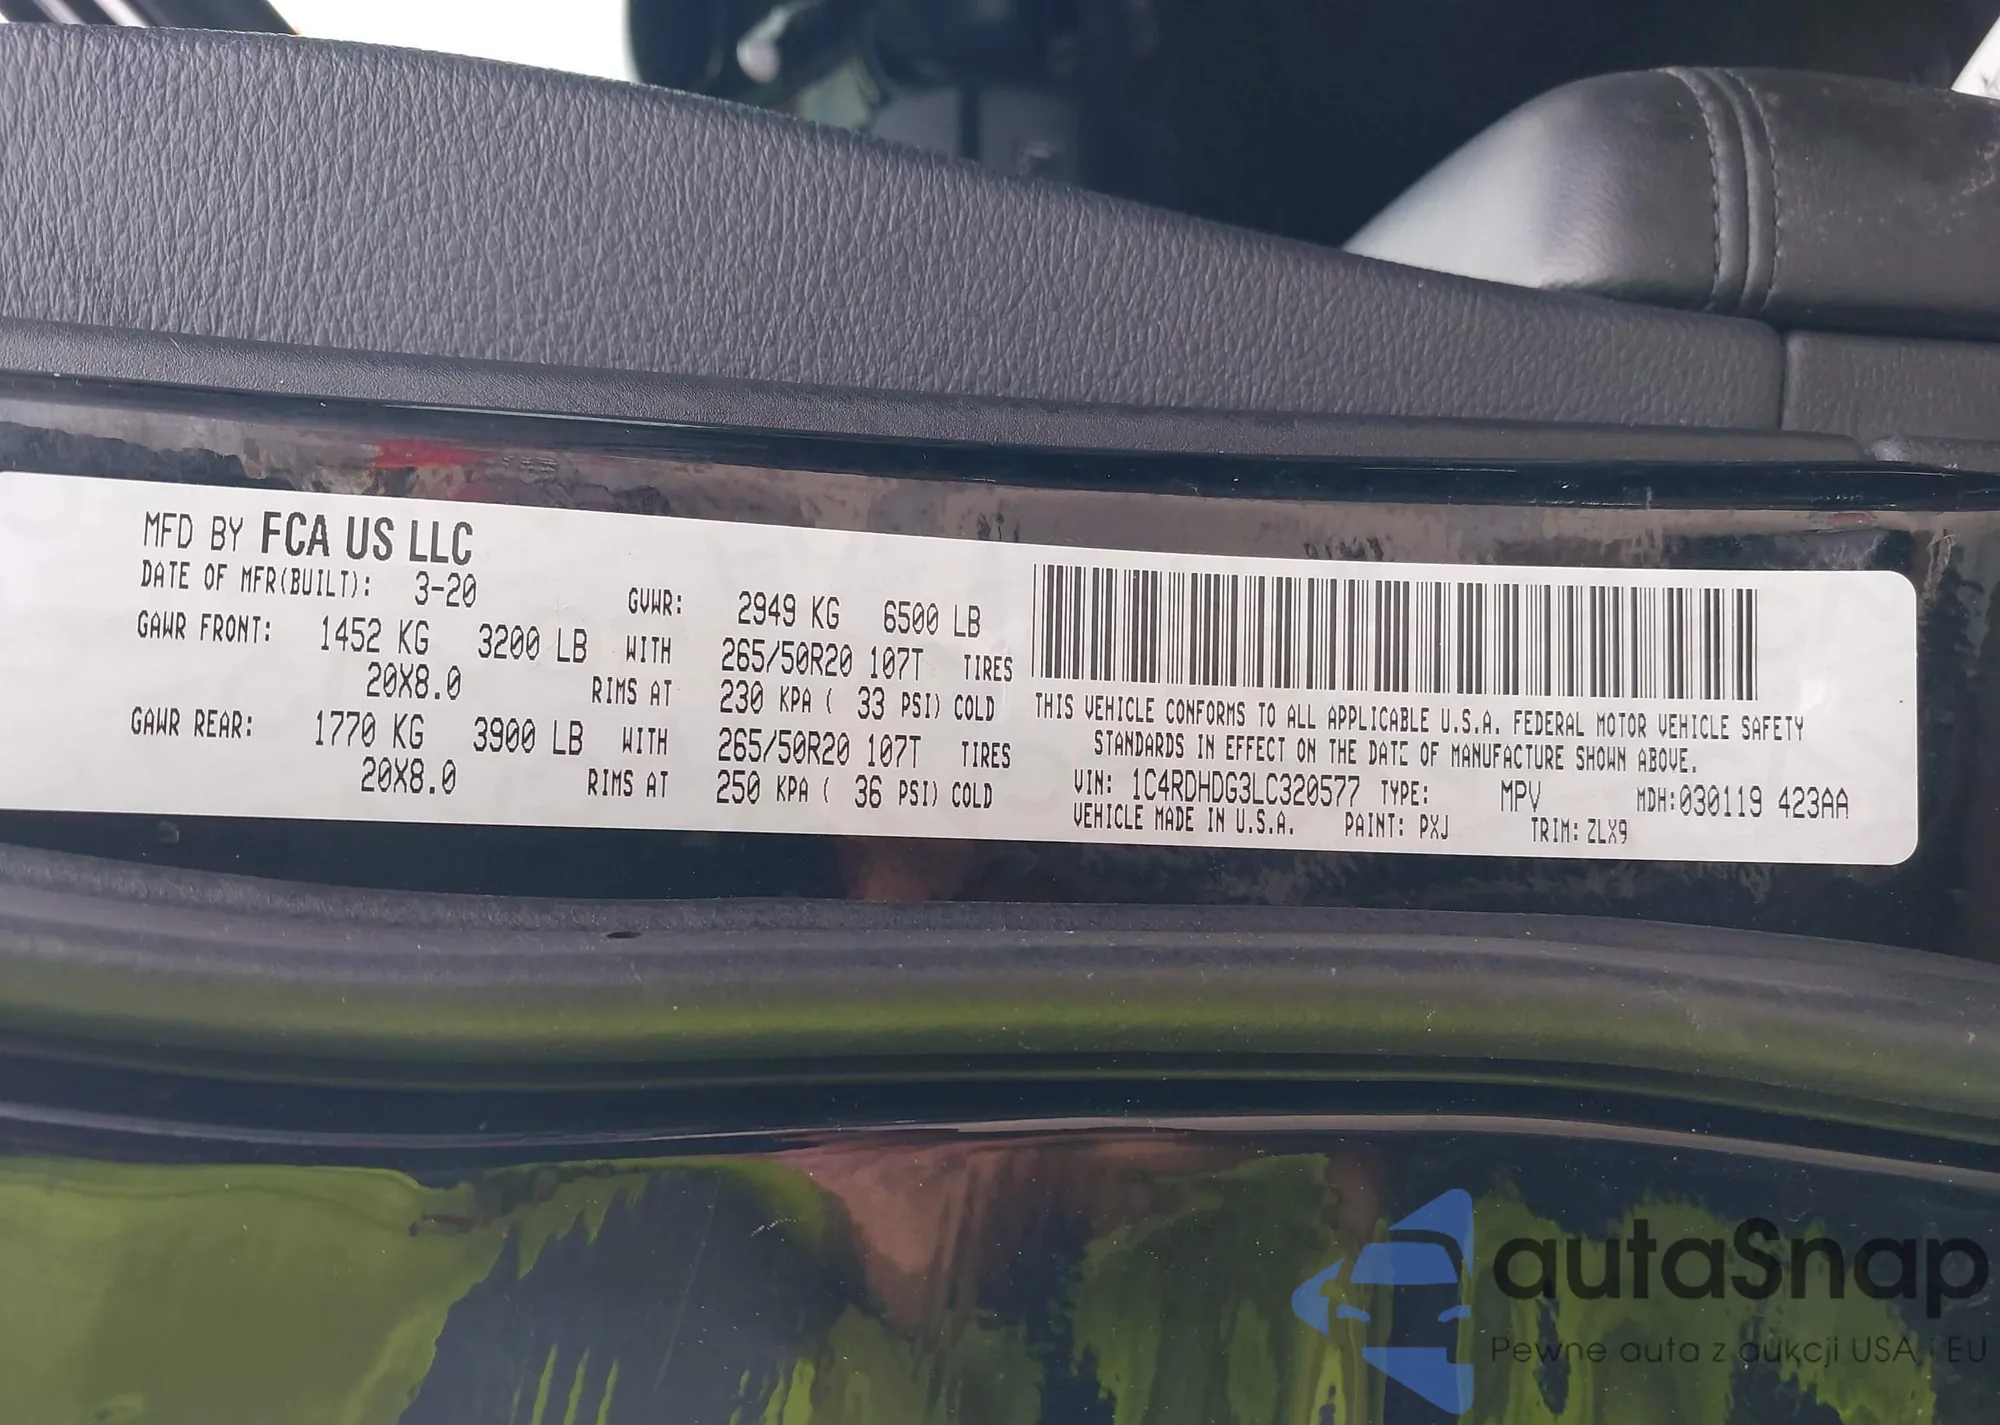 MFD BY FCA US LLC
DATE OF MFR(BUILT): 3-20 GVWR: 2949 KG 6500 LB
GAWR FRONT: 1452 KG 3200 LB WITH 265/50R20 107T TIRES
20X8.0 RIMS AT 230 KPA ( 33 PSI) COLD
GAWR REAR: 1770 KG 3900 LB WITH 265/50R20 107T TIRES
20X8.0 RIMS AT 250 KPA ( 36 PSI) COLD
THIS VEHICLE CONFORMS TO ALL APPLICABLE U.S.A. FEDERAL MOTOR VEHICLE SAFETY
STANDARDS IN EFFECT ON THE DATE OF MANUFACTURE SHOWN ABOVE.
VIN: 1C4RDHDG3LC320577 TYPE: MPV MDH:030119 423AA
VEHICLE MADE IN U.S.A. PAINT: PXJ TRIM: ZLX9
autaSnap
Pewne auta z aukcji USA i EU